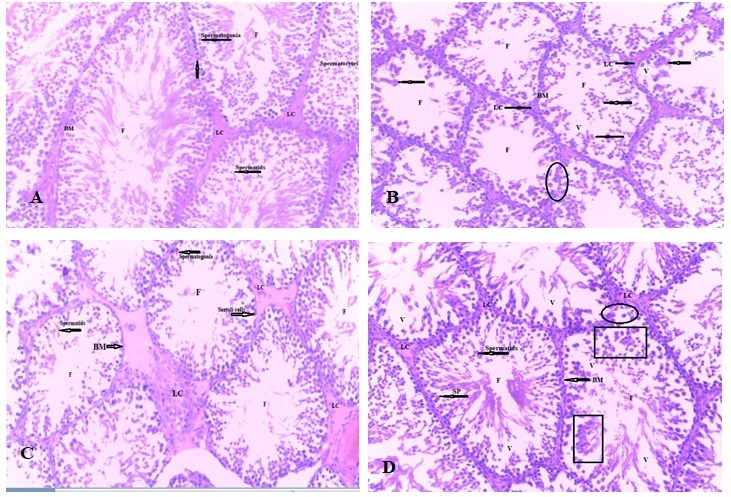 Spermatogonia F
Spermatocytes
BM F LC LC
Spermatids
A
F LC V
F F
LC BM
V
F
B
Spermatogonia
F LC
Sertoli cells F
Spermatids
BM
F LC F LC
C
LC V LC
V
LC Spermatids V
F BM
SP F
V V
D